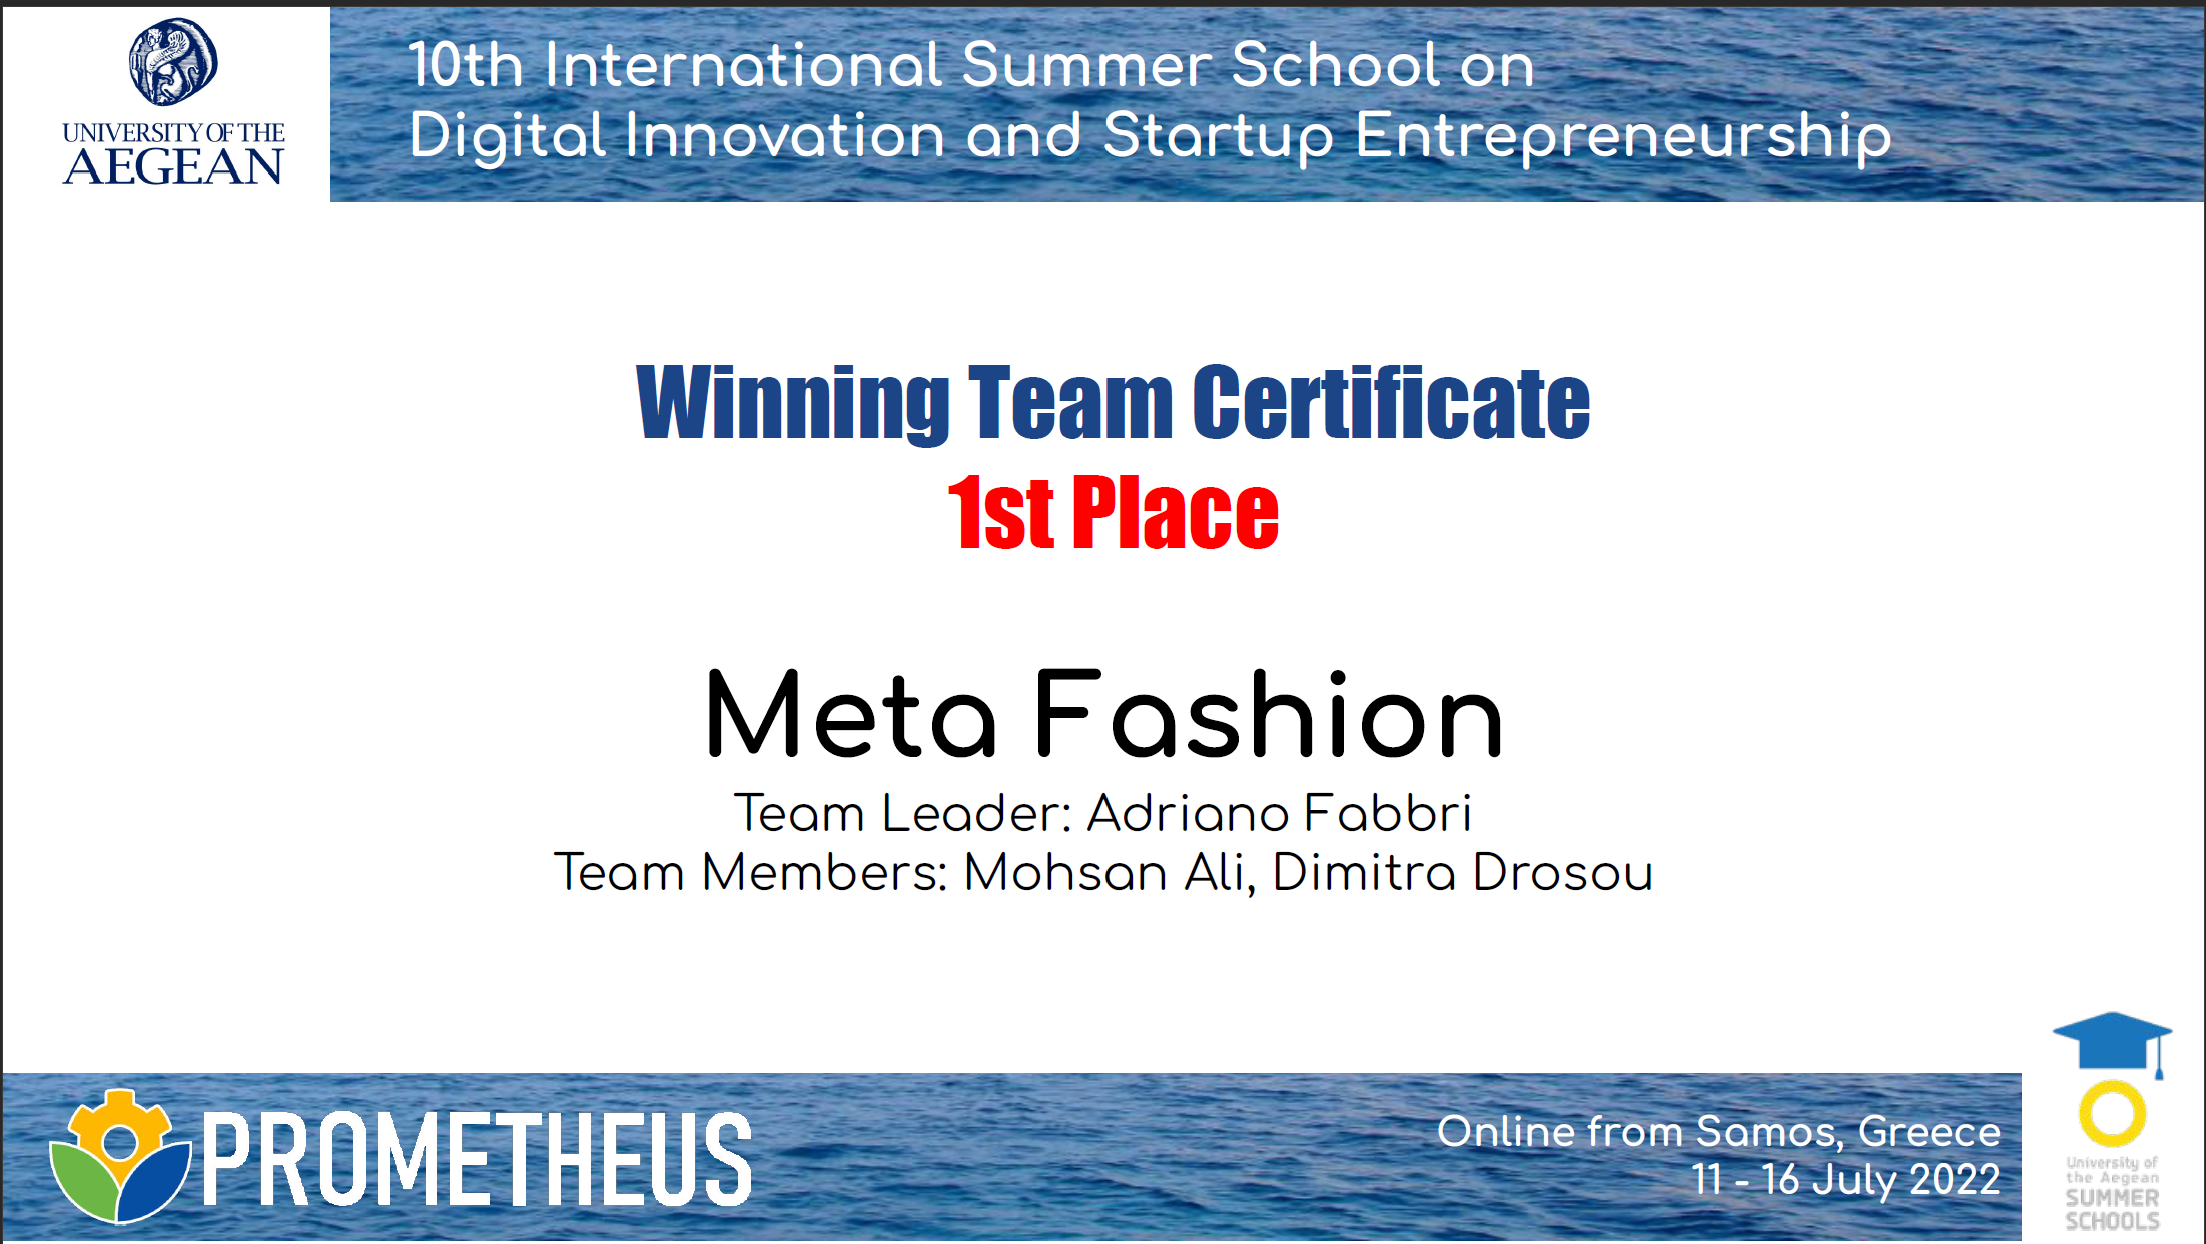 UNIVERSITY OF THE
AEGEAN
10th International Summer School on
Digital Innovation and Startup Entrepreneurship
Winning Team Certificate
1st Place
Meta Fashion
Team Leader: Adriano Fabbri
Team Members: Mohsan Ali, Dimitra Drosou
PROMETHEUS
Online from Samos, Greece
11 - 16 July 2022
University of
the Aegean
SUMMER
SCHOOLS